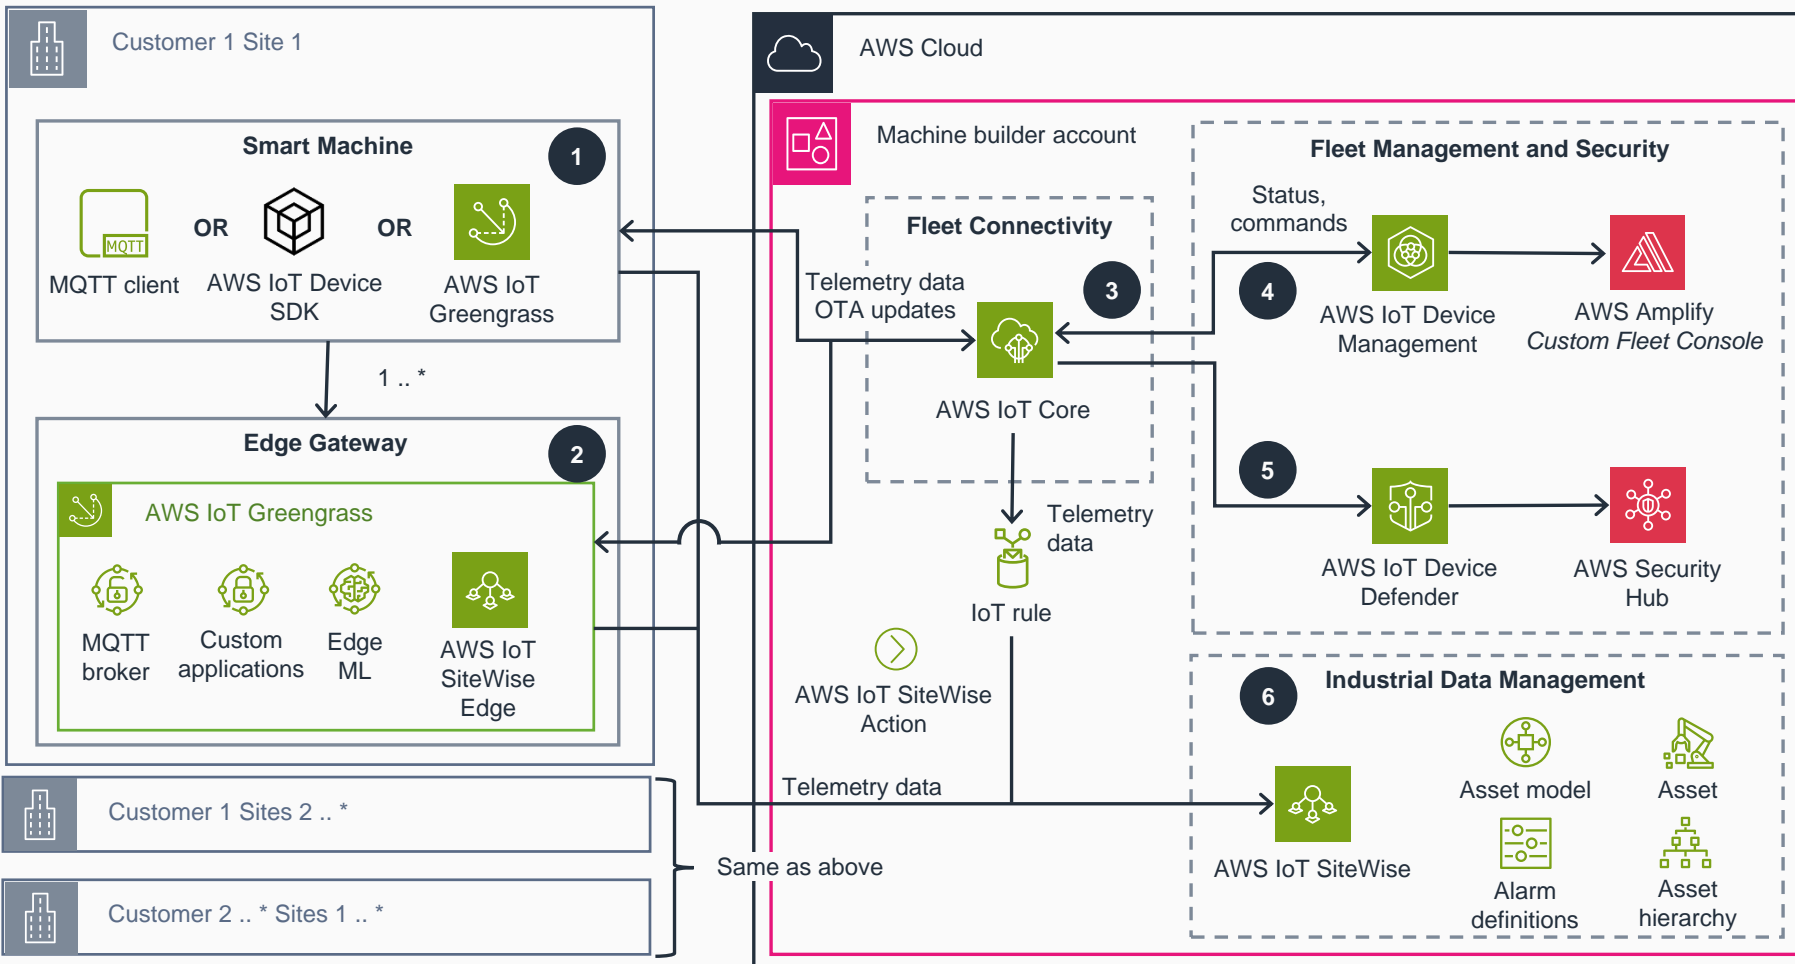 Customer 1 Site 1
Smart Machine
1
MQTT
OR
OR
MQTT client
AWS IoT Device
SDK
AWS IoT
Greengrass
1 .. *
Edge Gateway
2
AWS IoT Greengrass
MQTT
broker
Custom
applications
Edge
ML
AWS IoT
SiteWise
Edge
Customer 1 Sites 2 .. *
Customer 2 .. * Sites 1 .. *
Same as above
AWS Cloud
Machine builder account
Fleet Connectivity
3
Telemetry data
OTA updates
AWS IoT Core
Telemetry
data
IoT rule
AWS IoT SiteWise
Action
Telemetry data
Fleet Management and Security
Status,
commands
4
AWS IoT Device
Management
AWS Amplify
Custom Fleet Console
5
AWS IoT Device
Defender
AWS Security
Hub
6
Industrial Data Management
AWS IoT SiteWise
Asset model
Asset
Alarm
definitions
Asset
hierarchy